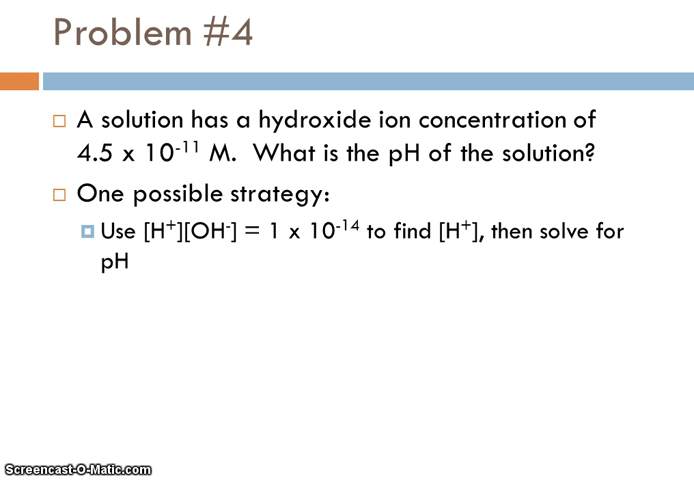 Problem #4
A solution has a hydroxide ion concentration of
4.5 x 10⁻¹¹ M. What is the pH of the solution?
One possible strategy:
Use [H⁺][OH⁻] = 1 x 10⁻¹⁴ to find [H⁺], then solve for
pH
Screencast-O-Matic.com